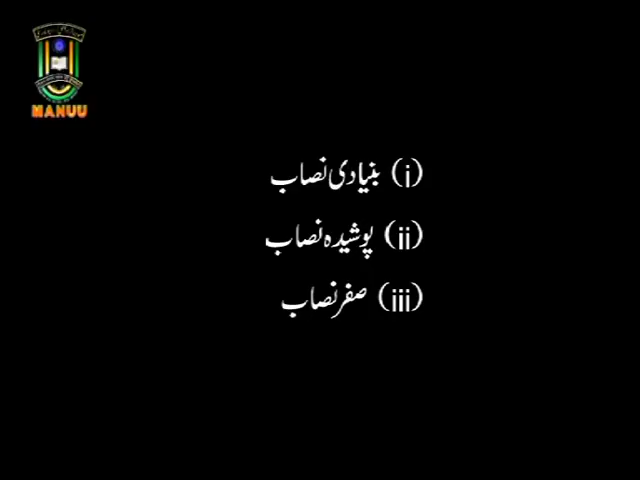 MANUU
(i) بنیادی نصاب
(ii) پوشیدہ نصاب
(iii) صفر نصاب